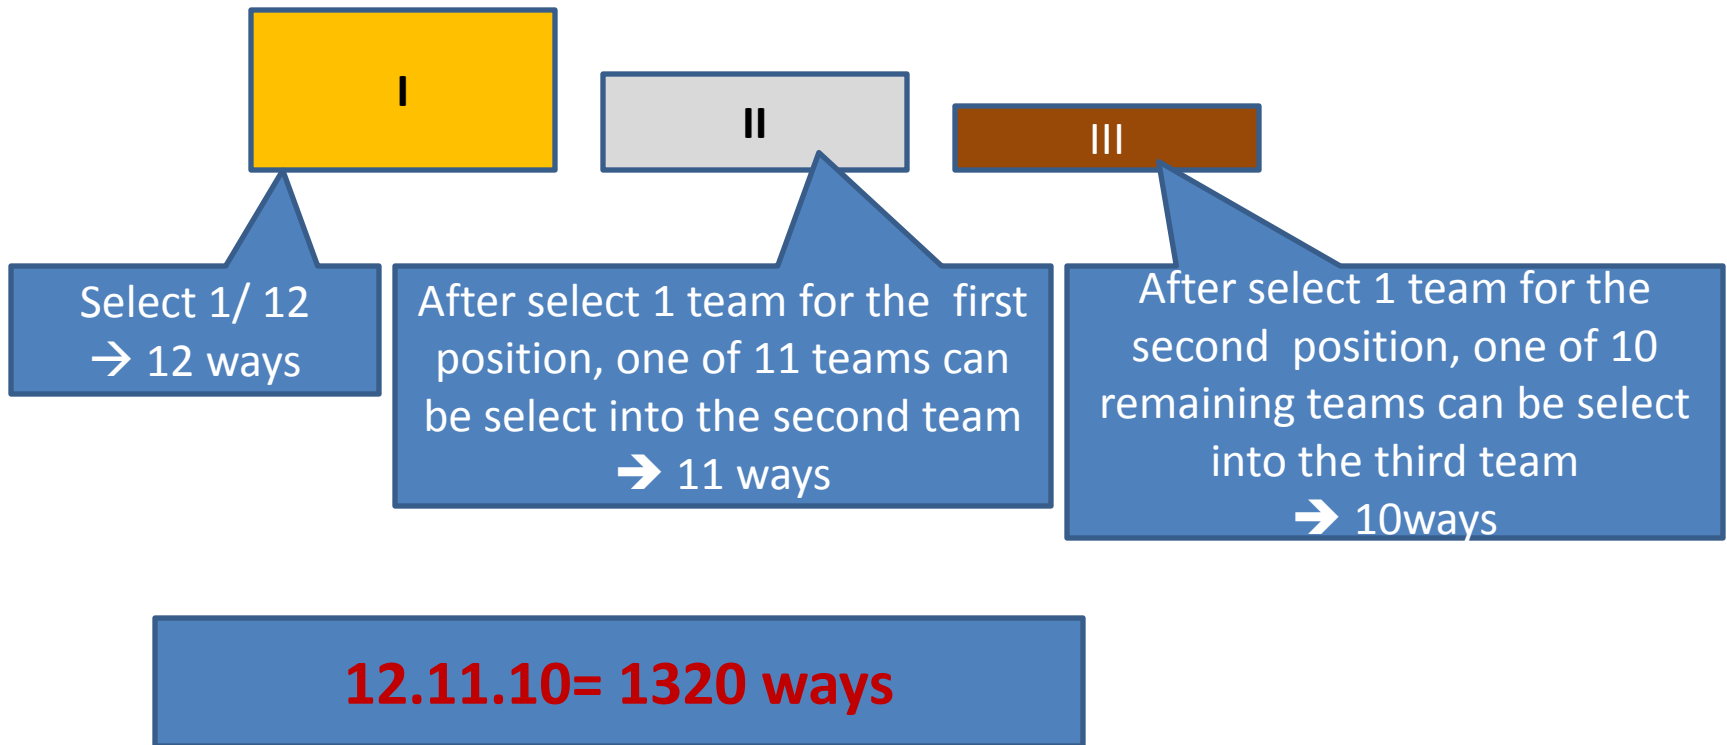 I
II
III
Select 1/ 12
→ 12 ways
After select 1 team for the  first
position, one of 11 teams can
be select into the second team
→ 11 ways
After select 1 team for the
second  position, one of 10
remaining teams can be select
into the third team
→ 10ways
12.11.10= 1320 ways